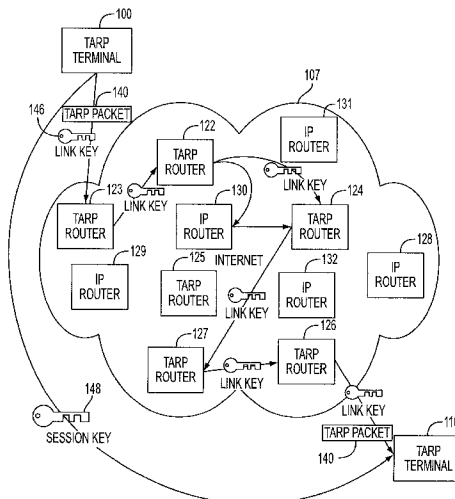 100
TARP
TERMINAL
140
TARP PACKET
146
LINK KEY
107
131
IP
ROUTER
122
TARP
ROUTER
LINK KEY
LINK KEY
123
TARP
ROUTER
130
IP
ROUTER
124
TARP
ROUTER
129
IP
ROUTER
INTERNET
125
TARP
ROUTER
132
IP
ROUTER
128
IP
ROUTER
LINK KEY
127
TARP
ROUTER
LINK KEY
126
TARP
ROUTER
LINK KEY
148
SESSION KEY
TARP PACKET
140
TARP
TERMINAL